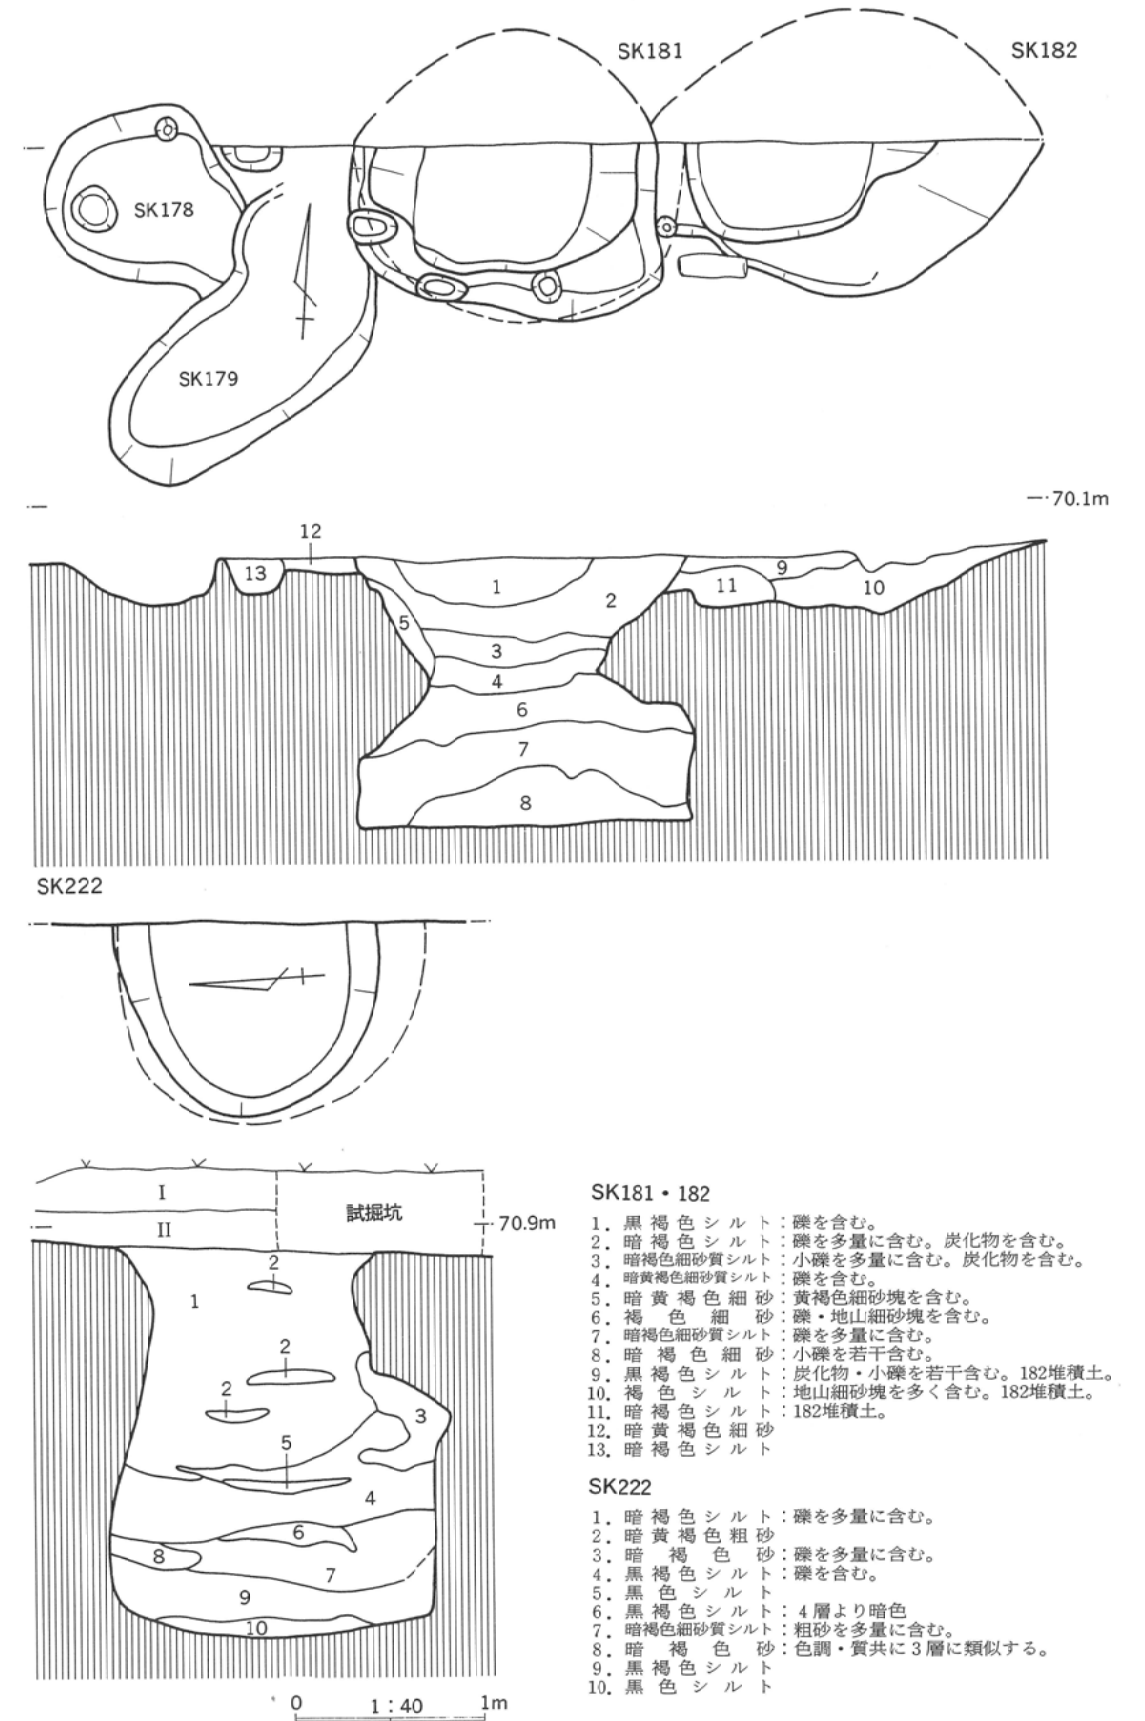 SK181
SK182
SK178
SK179
70.1m
12
13
1
9
11
10
2
5
3
4
6
7
8
SK222
I
II
試掘坑
70.9m
2
1
2
2
3
5
4
6
8
7
9
10
0 1:40 1m
SK181・182
1. 黒褐色シルト:礫を含む。
2. 暗褐色シルト:礫を多量に含む。炭化物を含む。
3. 暗褐色細砂質シルト:小礫を多量に含む。炭化物を含む。
4. 暗黄褐色細砂質シルト:礫を含む。
5. 暗黄褐色細砂:黄褐色細砂塊を含む。
6. 褐色細砂:礫・地山細砂塊を含む。
7. 暗褐色細砂質シルト:礫を多量に含む。
8. 暗褐色細砂:小礫を若干含む。
9. 黒褐色シルト:炭化物・小礫を若干含む。182堆積土。
10. 褐色シルト:地山細砂塊を多く含む。182堆積土。
11. 暗褐色シルト:182堆積土。
12. 暗黄褐色細砂
13. 暗褐色シルト
SK222
1. 暗褐色シルト:礫を多量に含む。
2. 暗黄褐色粗砂
3. 暗褐色砂:礫を多量に含む。
4. 黒褐色シルト:礫を含む。
5. 黒色シルト
6. 黒褐色シルト:4層より暗色
7. 暗褐色細砂質シルト:粗砂を多量に含む。
8. 暗褐色砂:色調・質共に3層に類似する。
9. 黒褐色シルト
10. 黒色シルト